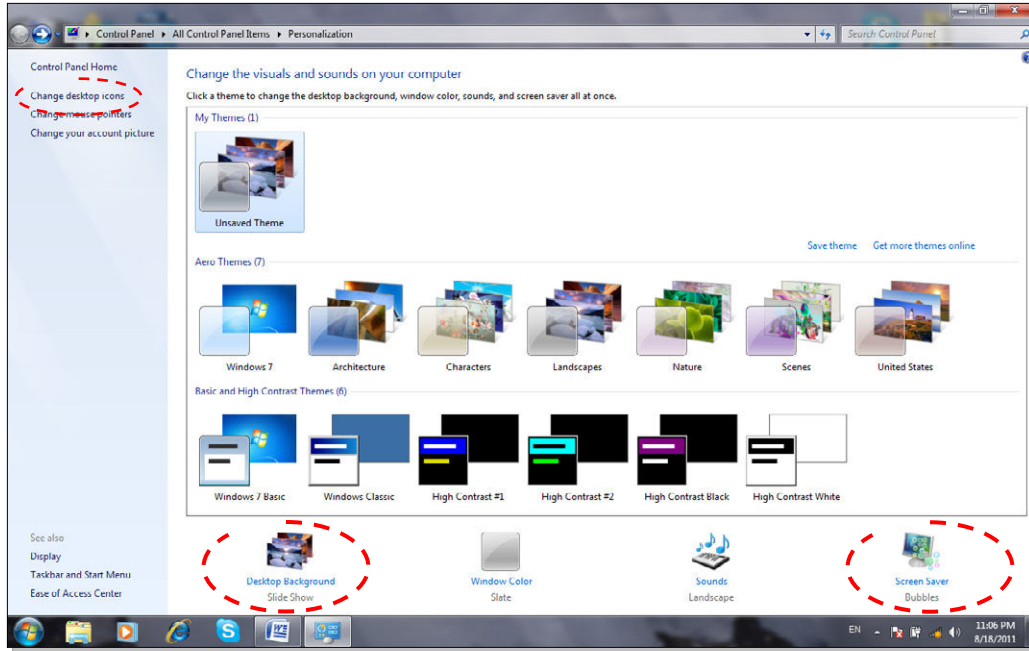 Control Panel ▸ All Control Panel Items ▸ Personalization
Search Control Panel
Control Panel Home
Change desktop icons
Change mouse pointers
Change your account picture
Change the visuals and sounds on your computer
Click a theme to change the desktop background, window color, sounds, and screen saver all at once.
My Themes (1)
Unsaved Theme
Save theme Get more themes online
Aero Themes (7)
Windows 7 Architecture Characters Landscapes Nature Scenes United States
Basic and High Contrast Themes (6)
Windows 7 Basic Windows Classic High Contrast #1 High Contrast #2 High Contrast Black High Contrast White
See also
Display
Taskbar and Start Menu
Ease of Access Center
Desktop Background Window Color Sounds Screen Saver
Slide Show Slate Landscape Bubbles
EN 11:06 PM
8/18/2011